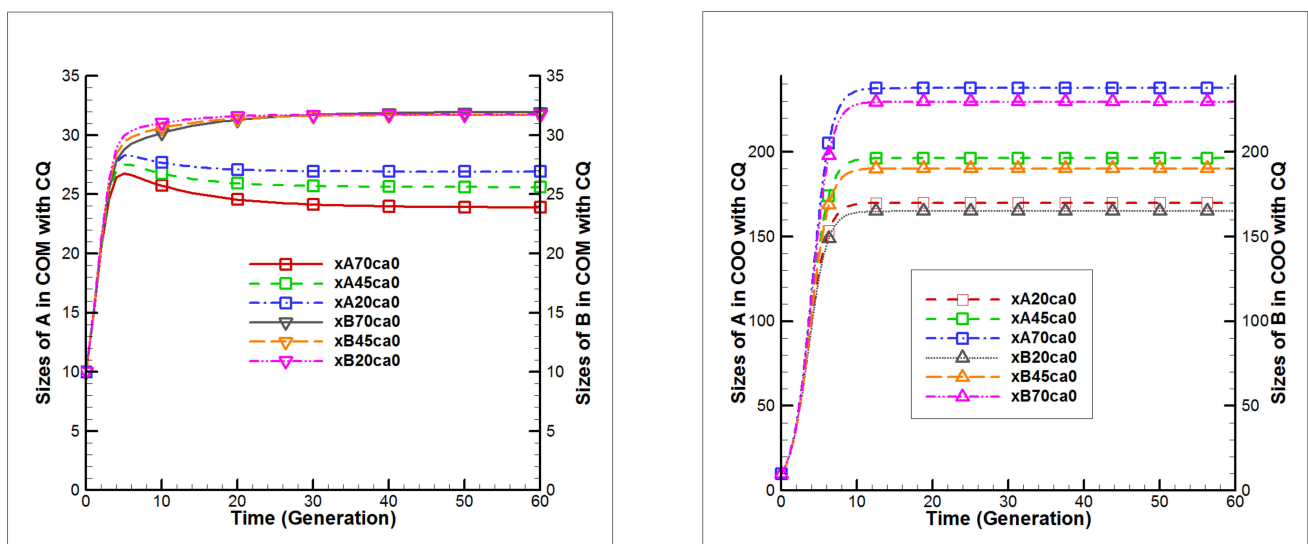 35
30
25
20
15
10
5
0
Sizes of A in COM with CQ
35
30
25
20
15
10
5
0
Sizes of B in COM with CQ
xA70ca0
xA45ca0
xA20ca0
xB70ca0
xB45ca0
xB20ca0
0 10 20 30 40 50 60
Time (Generation)
200
150
100
50
0
Sizes of A in COO with CQ
200
150
100
50
0
Sizes of B in COO with CQ
xA20ca0
xA45ca0
xA70ca0
xB20ca0
xB45ca0
xB70ca0
0 10 20 30 40 50 60
Time (Generation)